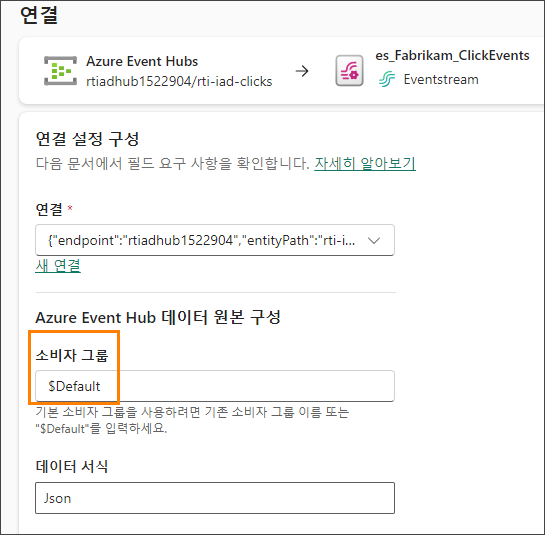 연결
Azure Event Hubs
rtiadhub1522904/rti-iad-clicks
es_Fabrikam_ClickEvents
Eventstream
연결 설정 구성
다음 문서에서 필드 요구 사항을 확인합니다. 자세히 알아보기
연결 *
{"endpoint":"rtiadhub1522904","entityPath":"rti-i...
새 연결
Azure Event Hub 데이터 원본 구성
소비자 그룹
$Default
기본 소비자 그룹을 사용하려면 기존 소비자 그룹 이름 또는
"$Default"를 입력하세요.
데이터 서식
Json